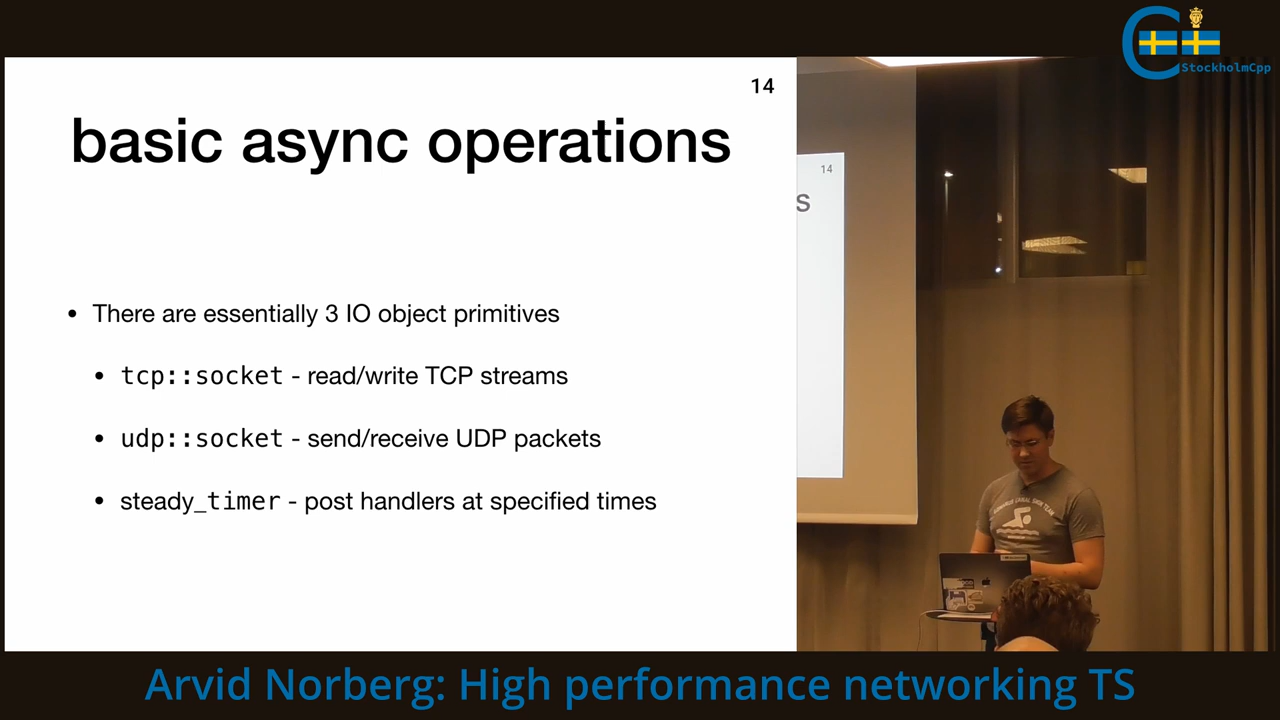 StockholmCpp
14
basic async operations
• There are essentially 3 IO object primitives
• tcp::socket - read/write TCP streams
• udp::socket - send/receive UDP packets
• steady_timer - post handlers at specified times
14
s
Arvid Norberg: High performance networking TS